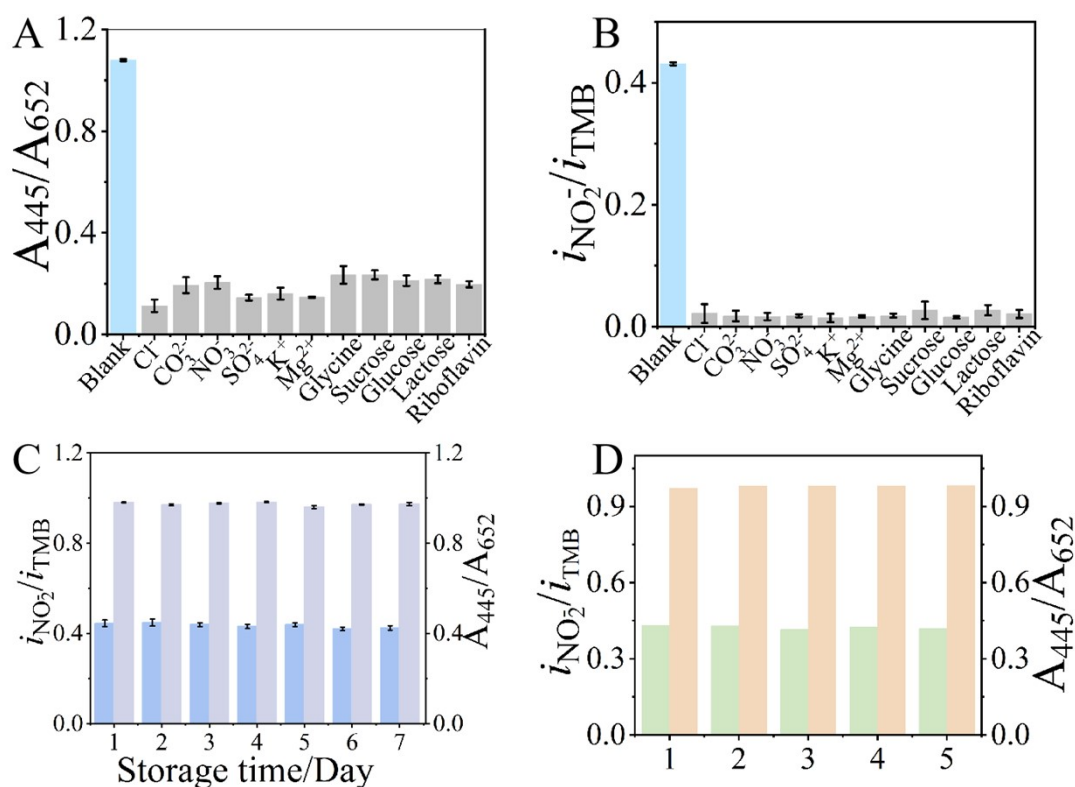 A
A445/A652
1.2
0.8
0.4
0.0
Blank
Cl⁻
CO₃²⁻
NO₃⁻
SO₄²⁻
K⁺
Mg²⁺
Glycine
Sucrose
Glucose
Lactose
Riboflavin
B
iNO₂⁻/iTMB
0.4
0.2
0.0
Blank
Cl⁻
CO₃²⁻
NO₃⁻
SO₄²⁻
K⁺
Mg²⁺
Glycine
Sucrose
Glucose
Lactose
Riboflavin
C
iNO₂⁻/iTMB
1.2
0.8
0.4
0.0
1 2 3 4 5 6 7
Storage time/Day
1.2
0.8
0.4
0.0
A445/A652
D
iNO₂⁻/iTMB
0.9
0.6
0.3
0.0
1 2 3 4 5
0.9
0.6
0.3
0.0
A445/A652